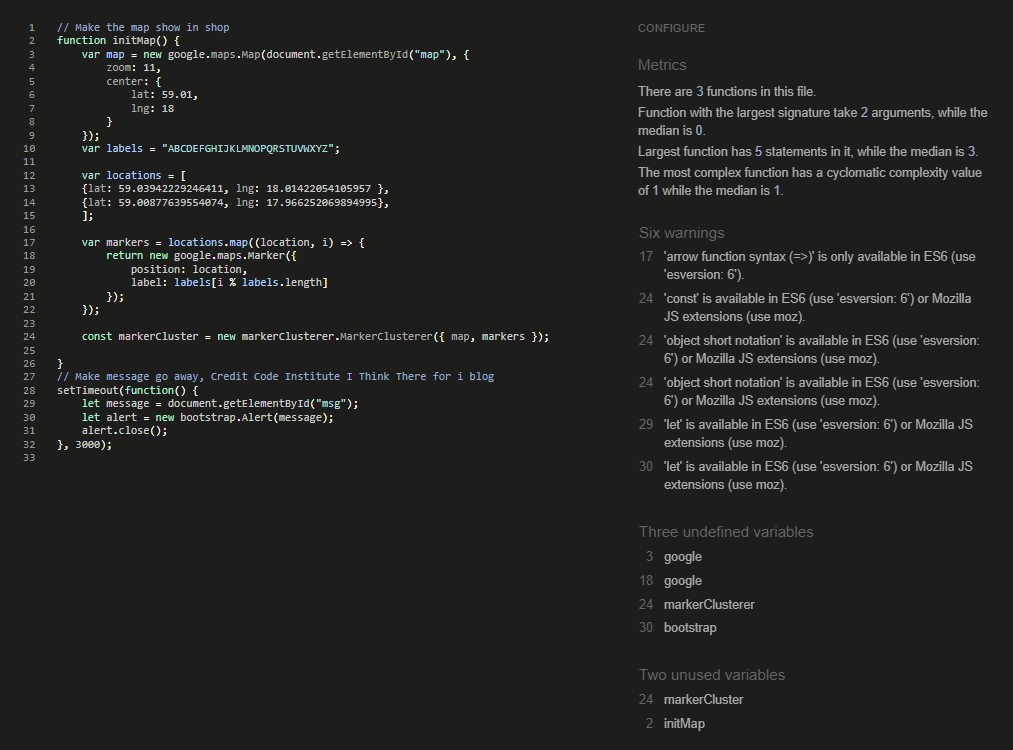 1 // Make the map show in shop
2 function initMap() {
3 var map = new google.maps.Map(document.getElementById("map"), {
4 zoom: 11,
5 center: {
6 lat: 59.01,
7 lng: 18
8 }
9 });
10 var labels = "ABCDEFGHIJKLMNOPQRSTUVWXYZ";
11
12 var locations = [
13 {lat: 59.03942229246411, lng: 18.01422054105957 },
14 {lat: 59.00877639554074, lng: 17.966252069894995},
15 ];
16
17 var markers = locations.map((location, i) => {
18 return new google.maps.Marker({
19 position: location,
20 label: labels[i % labels.length]
21 });
22 });
23
24 const markerCluster = new markerClusterer.MarkerClusterer({ map, markers });
25
26 }
27 // Make message go away, Credit Code Institute I Think There for i blog
28 setTimeout(function() {
29 let message = document.getElementById("msg");
30 let alert = new bootstrap.Alert(message);
31 alert.close();
32 }, 3000);
33
CONFIGURE
Metrics
There are 3 functions in this file.
Function with the largest signature take 2 arguments, while the
median is 0.
Largest function has 5 statements in it, while the median is 3.
The most complex function has a cyclomatic complexity value
of 1 while the median is 1.
Six warnings
17 'arrow function syntax (=>)' is only available in ES6 (use
'esversion: 6').
24 'const' is available in ES6 (use 'esversion: 6') or Mozilla
JS extensions (use moz).
24 'object short notation' is available in ES6 (use 'esversion:
6') or Mozilla JS extensions (use moz).
24 'object short notation' is available in ES6 (use 'esversion:
6') or Mozilla JS extensions (use moz).
29 'let' is available in ES6 (use 'esversion: 6') or Mozilla JS
extensions (use moz).
30 'let' is available in ES6 (use 'esversion: 6') or Mozilla JS
extensions (use moz).
Three undefined variables
3 google
18 google
24 markerClusterer
30 bootstrap
Two unused variables
24 markerCluster
2 initMap